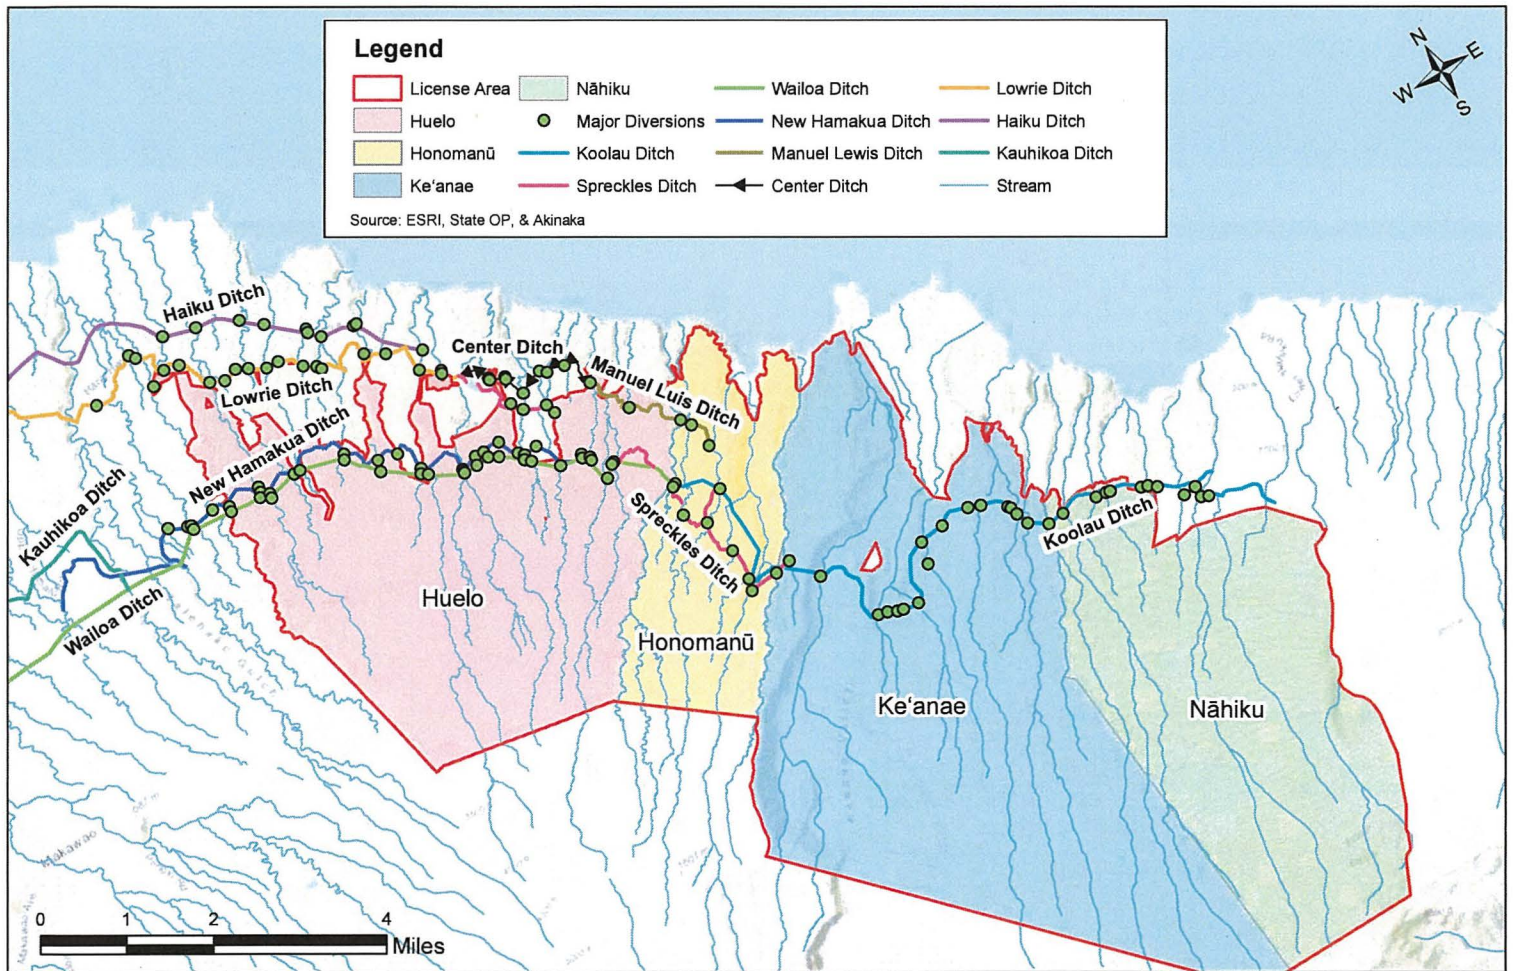 Legend
License Area
Nāhiku
Wailoa Ditch
Lowrie Ditch
Huelo
Major Diversions
New Hamakua Ditch
Haiku Ditch
Honomanū
Koolau Ditch
Manuel Lewis Ditch
Kauhikoa Ditch
Ke‘anae
Spreckles Ditch
Center Ditch
Stream
Source: ESRI, State OP, & Akinaka
N
E
W
S
Haiku Ditch
Center Ditch
Manuel Luis Ditch
Lowrie Ditch
New Hamakua Ditch
Kauhikoa Ditch
Spreckles Ditch
Koolau Ditch
Wailoa Ditch
Huelo
Honomanū
Ke‘anae
Nāhiku
Makawao
0 1 2 4
Miles